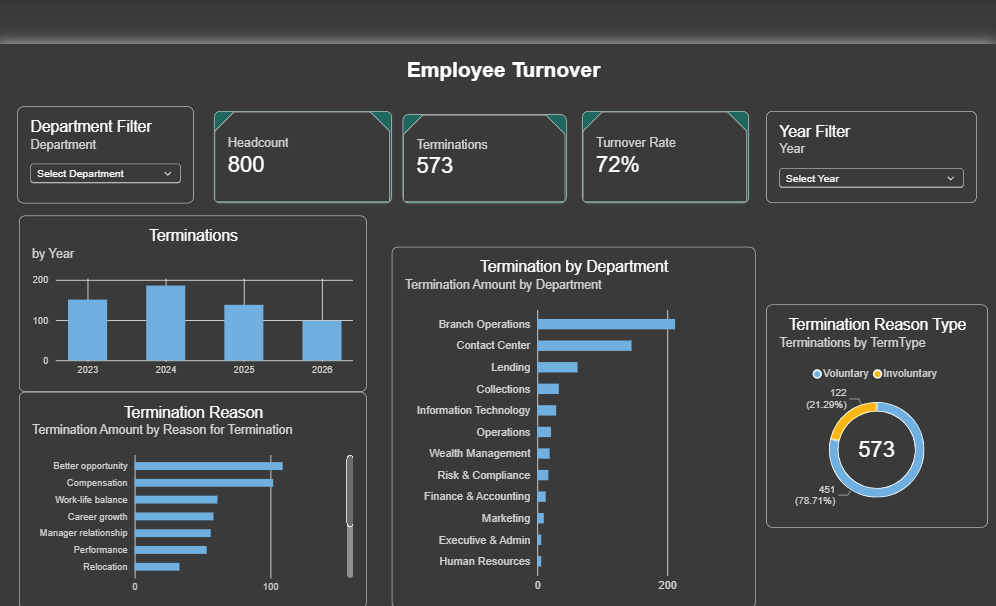 Employee Turnover
Department Filter
Department
Select Department
Headcount
800
Terminations
573
Turnover Rate
72%
Year Filter
Year
Select Year
Terminations
by Year
200
100
0
2023
2024
2025
2026
Termination Reason
Termination Amount by Reason for Termination
Better opportunity
Compensation
Work-life balance
Career growth
Manager relationship
Performance
Relocation
0
100
Termination by Department
Termination Amount by Department
Branch Operations
Contact Center
Lending
Collections
Information Technology
Operations
Wealth Management
Risk & Compliance
Finance & Accounting
Marketing
Executive & Admin
Human Resources
0
200
Termination Reason Type
Terminations by TermType
Voluntary
Involuntary
122
(21.29%)
573
451
(78.71%)